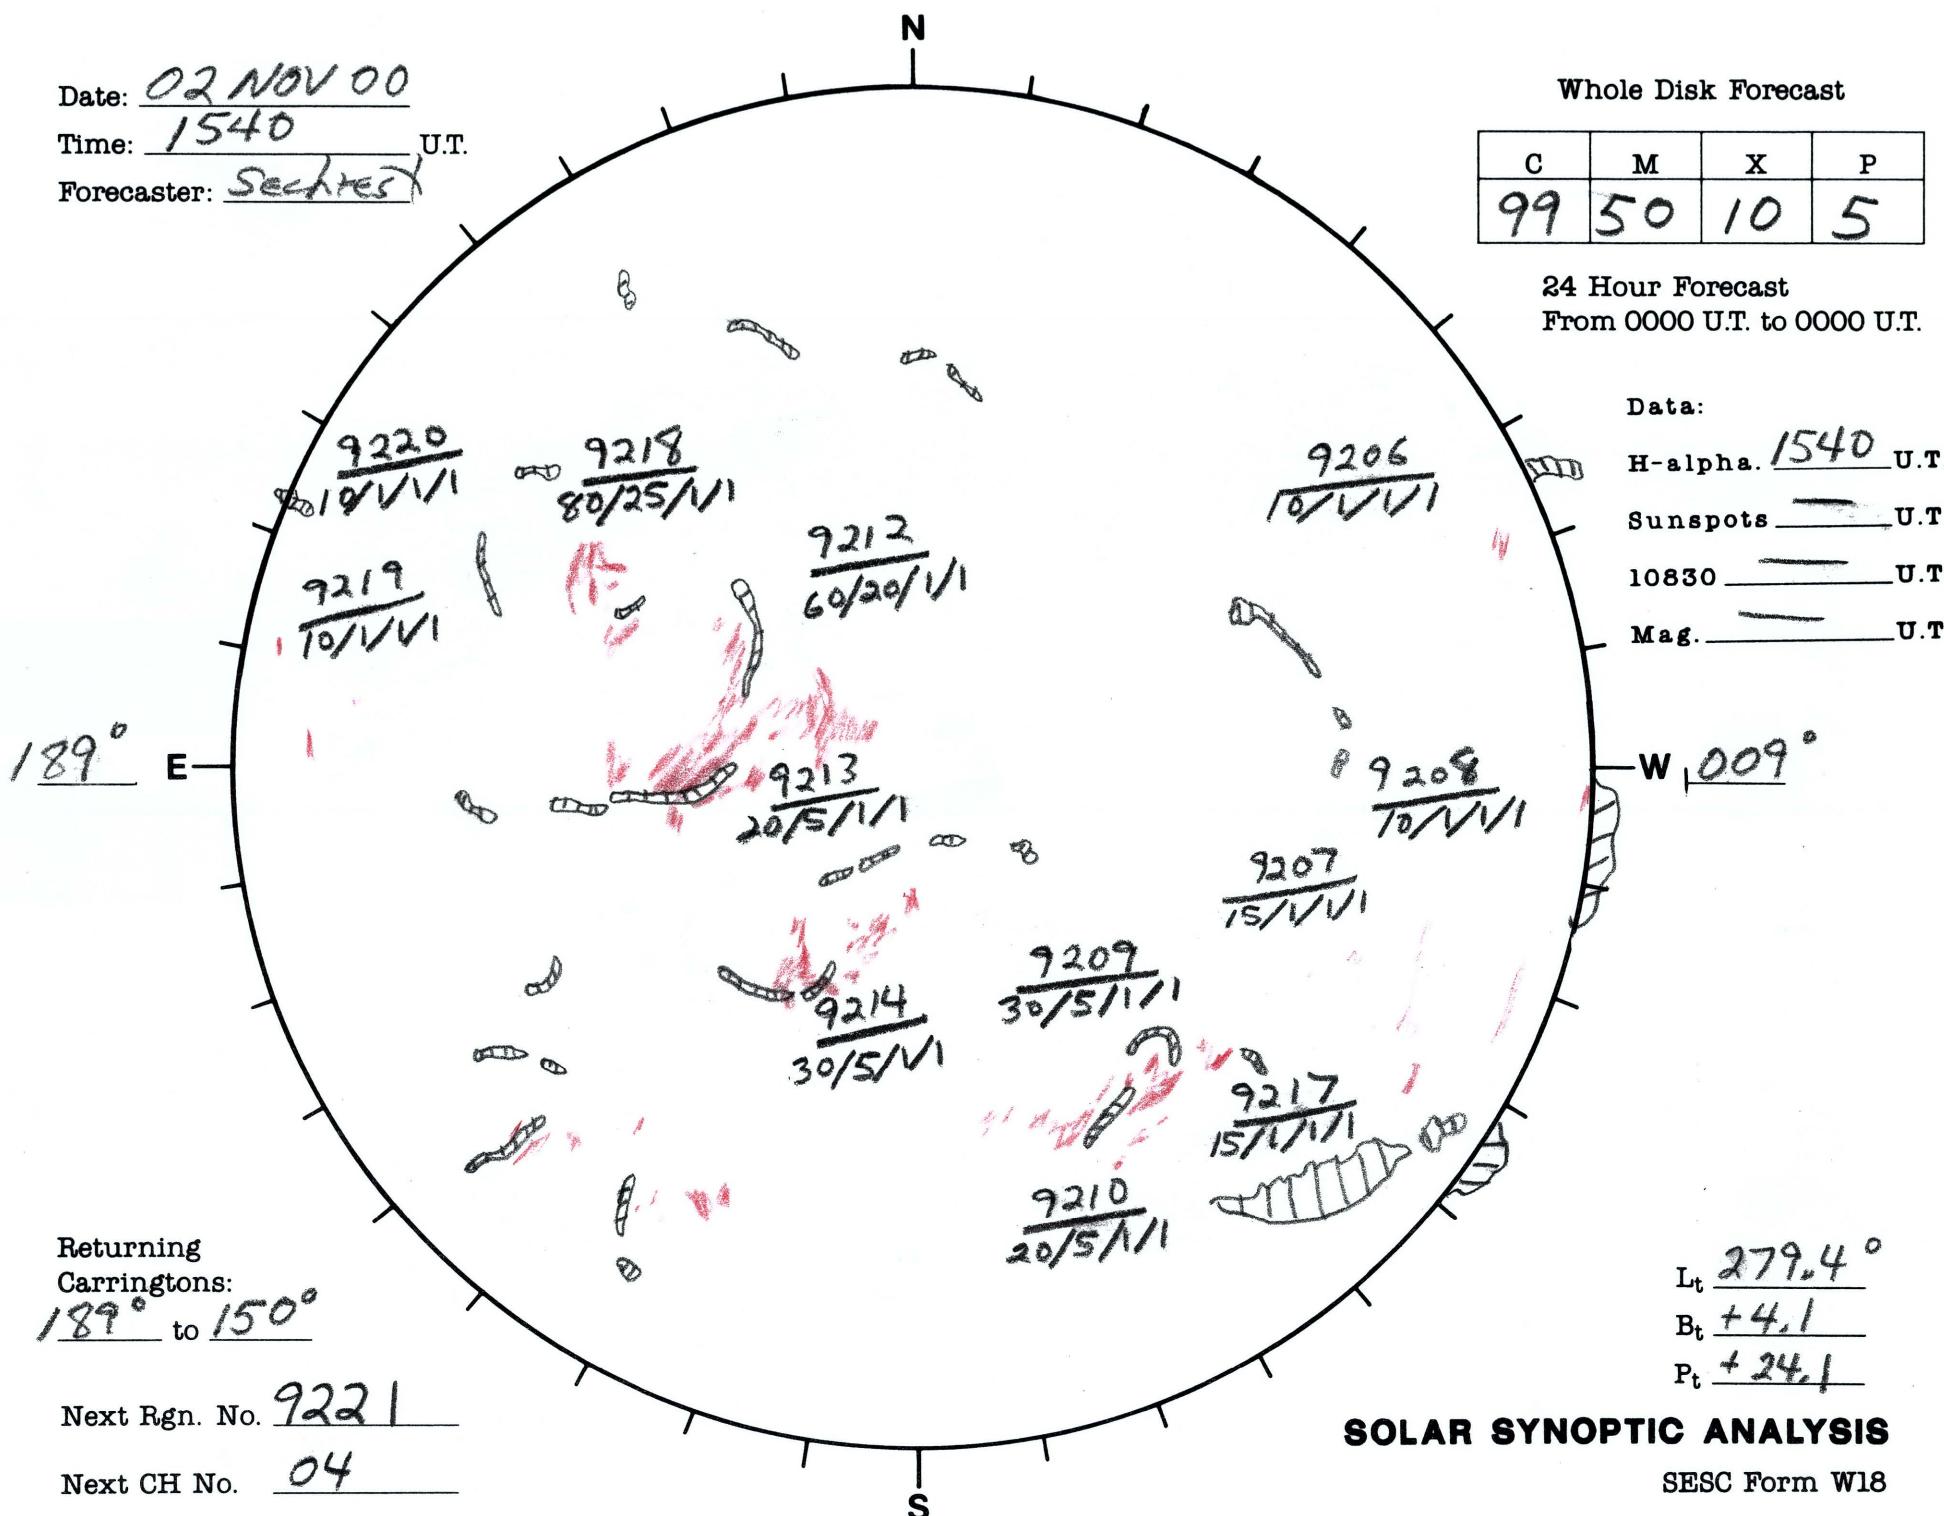 N
Date: 02 NOV 00
Time: 1540 U.T.
Forecaster: Sechrest
Whole Disk Forecast
C M X P
99 50 10 5
24 Hour Forecast
From 0000 U.T. to 0000 U.T.
Data:
H-alpha. 1540 U.T
Sunspots — U.T
10830 — U.T
Mag. — U.T
9220
10/1/1/1
9218
80/25/1/1
9206
10/1/1/1
9212
60/20/1/1
9219
10/1/1/1
189° E
W 009°
9213
20/5/1/1
9208
10/1/1/1
9207
15/1/1/1
9209
30/5/1/1
9214
30/5/1/1
9217
15/1/1/1
9210
20/5/1/1
Returning
Carringtons:
189° to 150°
Next Rgn. No. 9221
Next CH No. 04
Lt 279.4°
Bt +4.1
Pt +24.1
SOLAR SYNOPTIC ANALYSIS
SESC Form W18
S